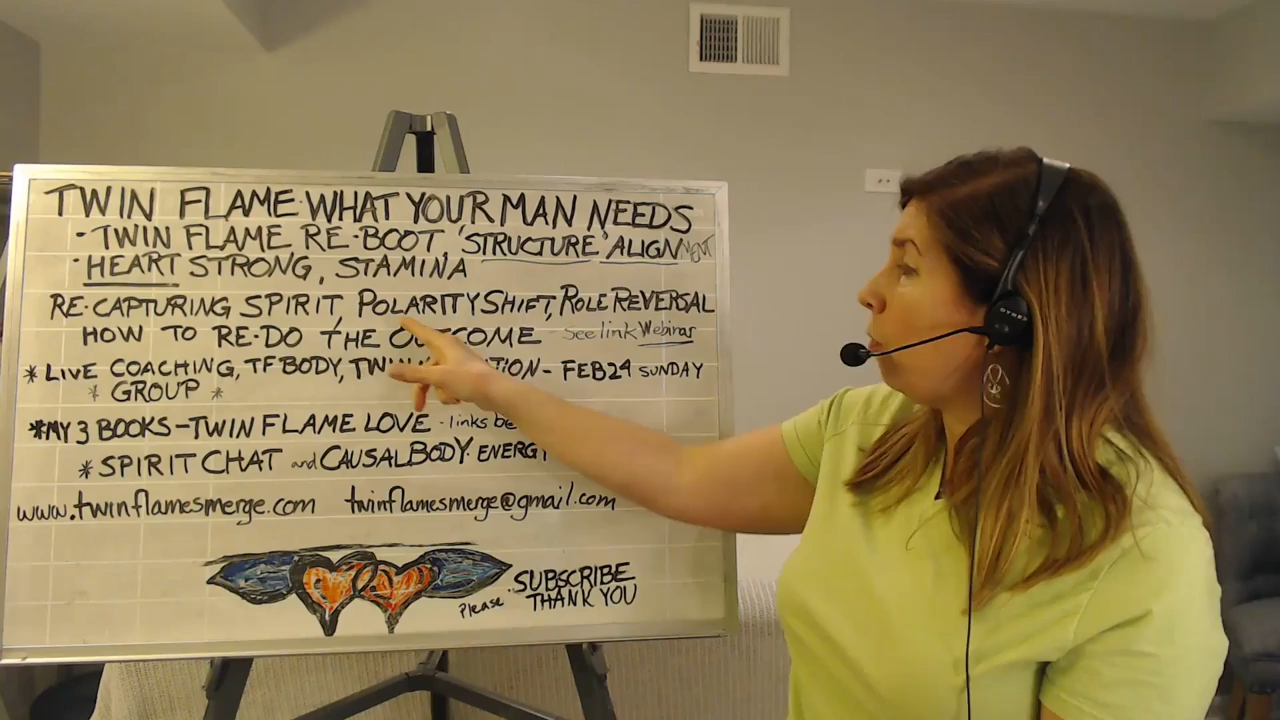 TWIN FLAME. WHAT YOUR MAN NEEDS
• TWIN FLAME RE-BOOT, 'STRUCTURE' ALIGNMENT
• HEART STRONG, STAMINA
RE-CAPTURING SPIRIT, POLARITY SHIFT, ROLE REVERSAL
HOW TO RE-DO THE OUTCOME - See link Webinar
*LIVE COACHING, TF BODY, TWIN - FEB 24 SUNDAY
* GROUP *
*MY 3 BOOKS - TWIN FLAME LOVE - links
*SPIRIT CHAT and CAUSAL BODY. ENERGY
www.twinflamesmerge.com twinflamesmerge@gmail.com
Please.. SUBSCRIBE
THANK YOU
DYNEX